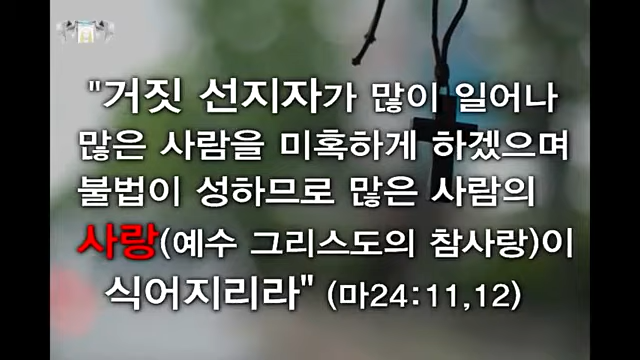 "거짓 선지자가 많이 일어나
많은 사람을 미혹하게 하겠으며
불법이 성하므로 많은 사람의
사랑(예수 그리스도의 참사랑)이
식어지리라" (마24:11,12)